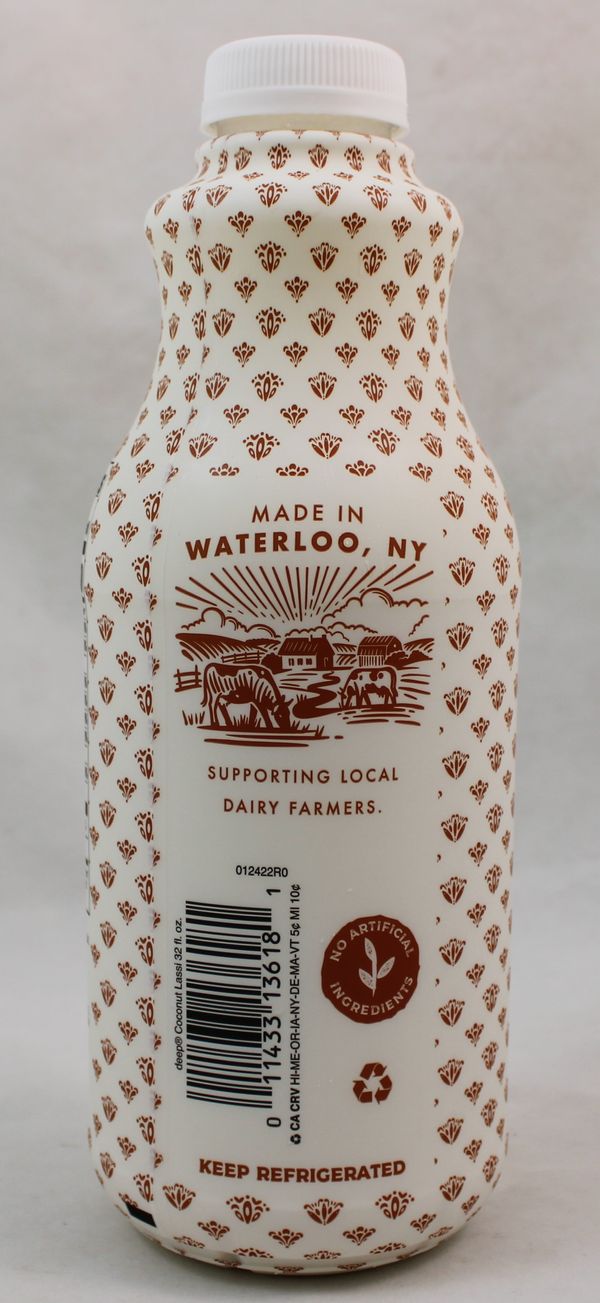 MADE IN
WATERLOO, NY
SUPPORTING LOCAL
DAIRY FARMERS.
012422R0
deep® Coconut Lassi 32 fl. oz.
0 11433 13618 1
CA CRV HI-ME-OR-IA-NY-DE-MA-VT 5¢ MI 10¢
NO ARTIFICIAL
INGREDIENTS
KEEP REFRIGERATED